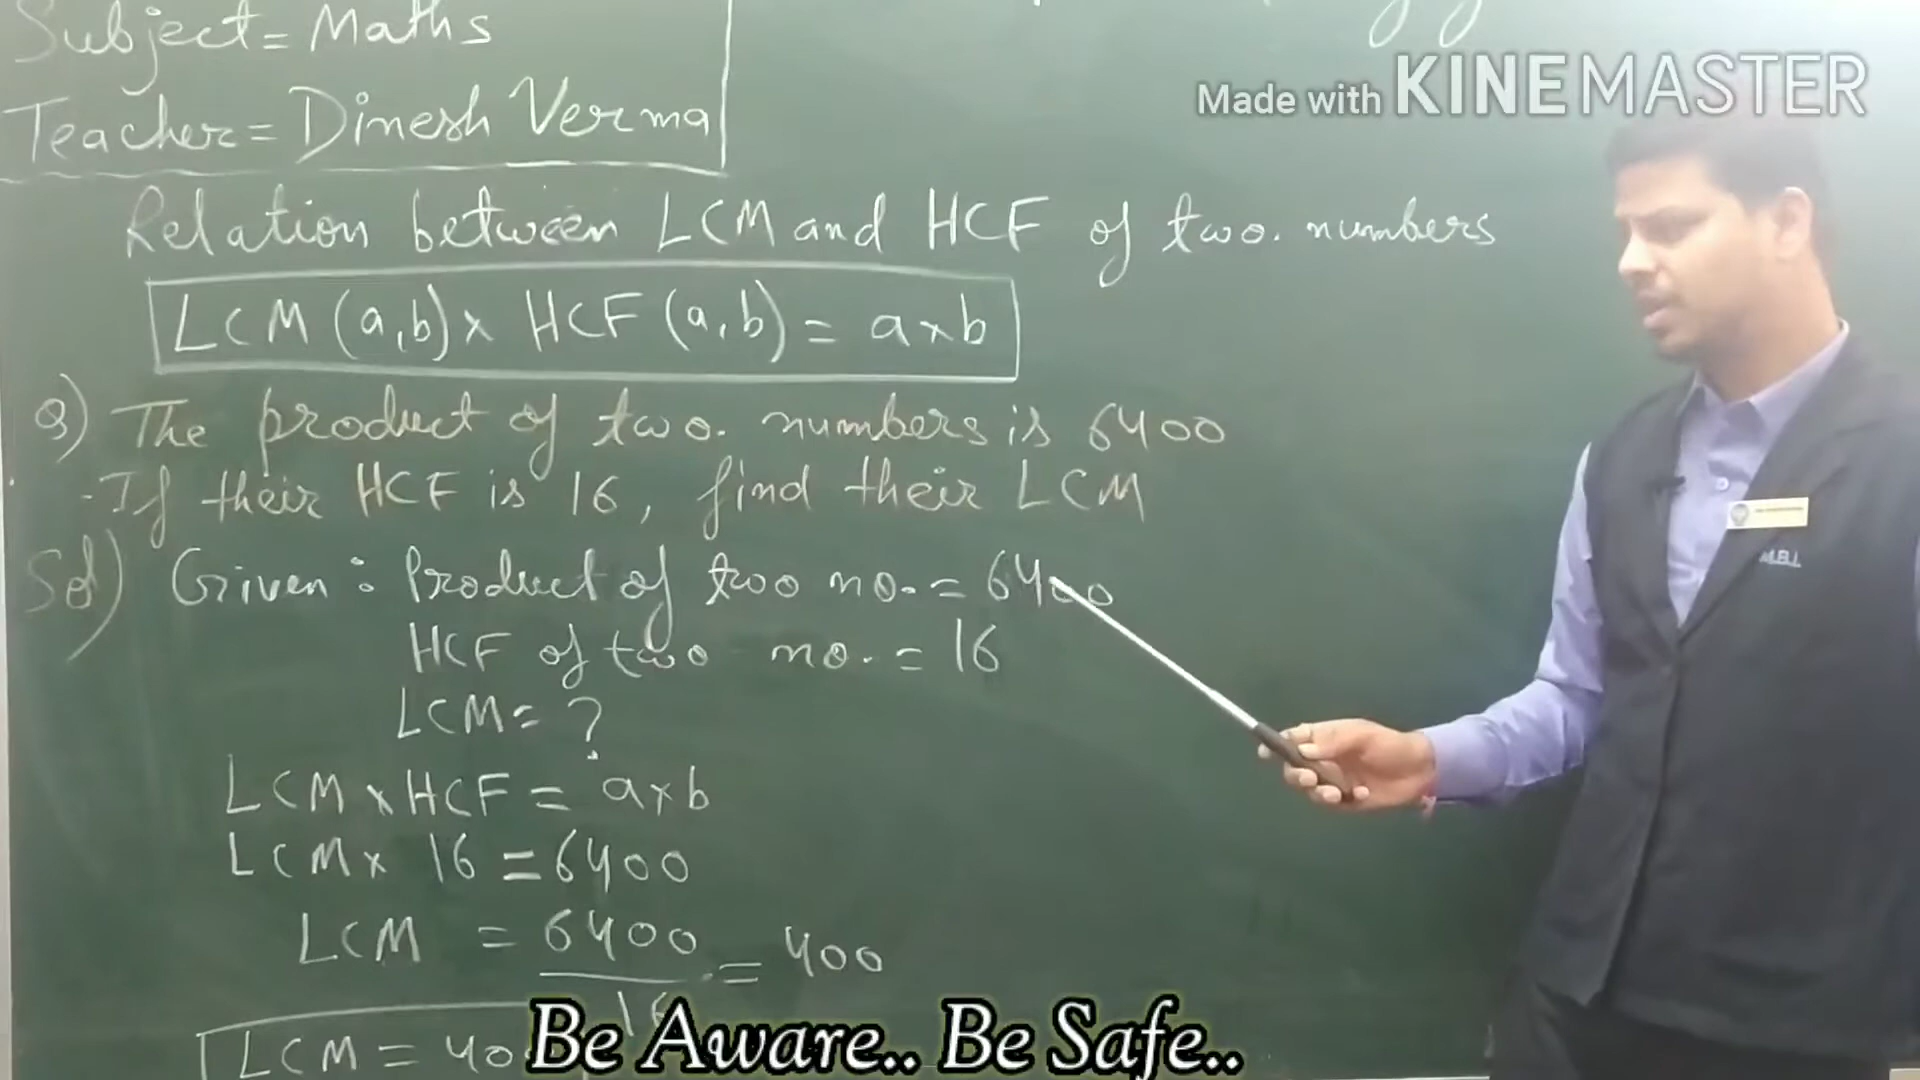 Subject = Maths
Teacher = Dinesh Verma
Made with KINEMASTER
Relation between LCM and HCF of two. numbers
LCM (a,b) × HCF (a,b) = a×b
Q) The product of two. numbers is 6400
If their HCF is 16, find their LCM
Sol) Given : Product of two no. = 6400
HCF of two no. = 16
LCM = ?
LCM × HCF = a×b
LCM × 16 = 6400
LCM = 6400 / 16 = 400
LCM = 40
Be Aware.. Be Safe..